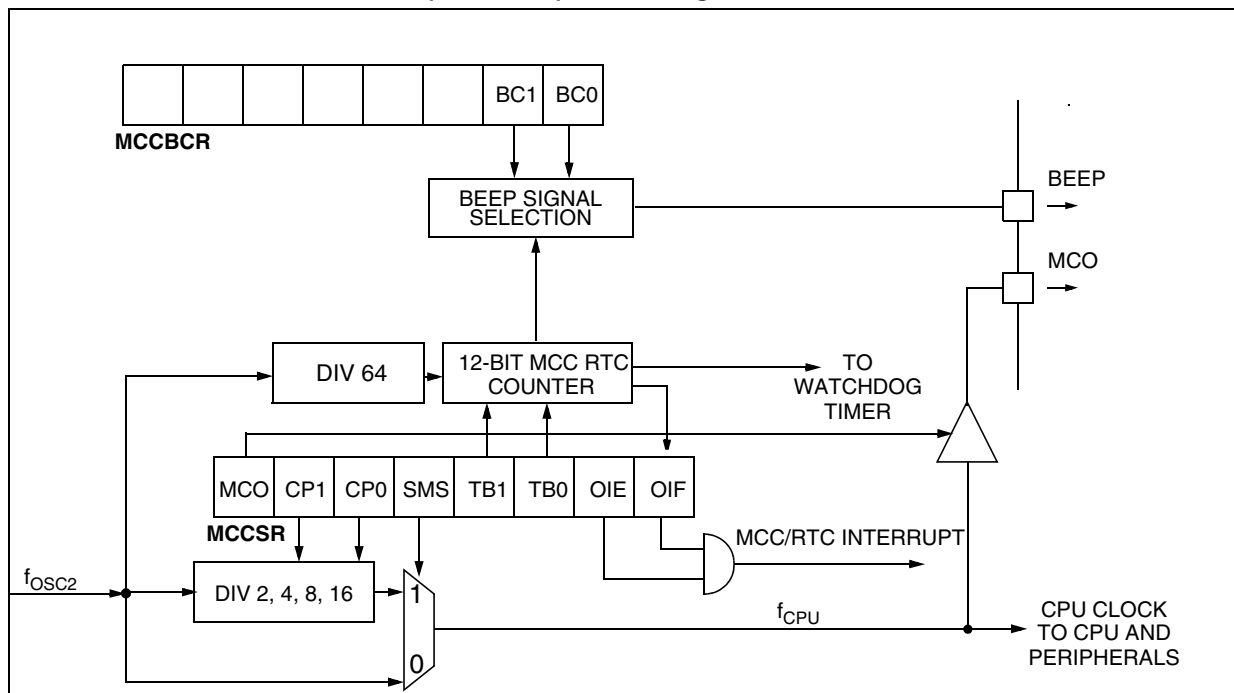 BC1 BC0
MCCBCR
BEEP SIGNAL
SELECTION
BEEP
MCO
DIV 64
12-BIT MCC RTC
COUNTER
TO
WATCHDOG
TIMER
MCO CP1 CP0 SMS TB1 TB0 OIE OIF
MCCSR
MCC/RTC INTERRUPT
fOSC2
DIV 2, 4, 8, 16
1
0
fCPU
CPU CLOCK
TO CPU AND
PERIPHERALS